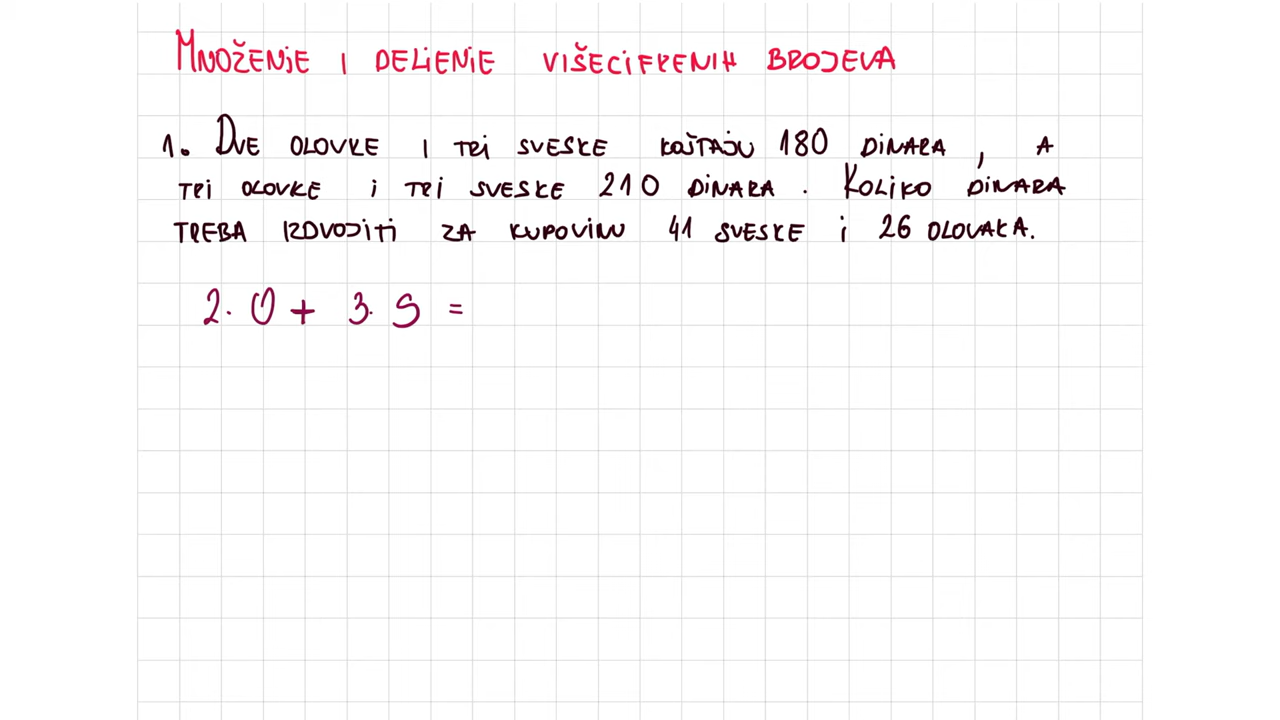 MNOŽENJE I DELJENJE VIŠECIFRENIH BROJEVA
1. DVE OLOVKE I TRI SVESKE KOŠTAJU 180 DINARA, A
TRI OLOVKE I TRI SVESKE 210 DINARA. KOLIKO DINARA
TREBA IZDVOJITI ZA KUPOVINU 41 SVESKE I 26 OLOVAKA.
2· O + 3· S =